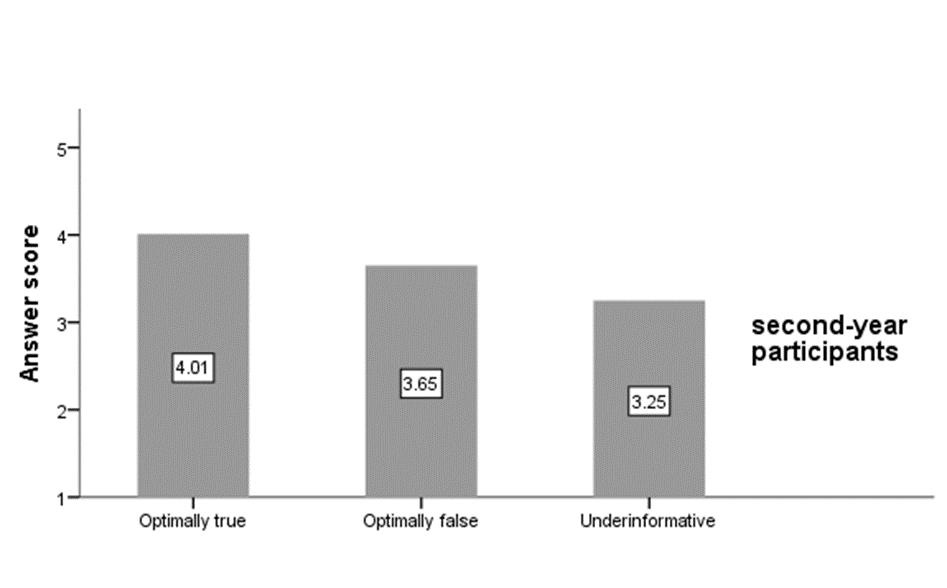 5
4
3
2
1
Answer score
4.01
3.65
3.25
second-year
participants
Optimally true
Optimally false
Underinformative